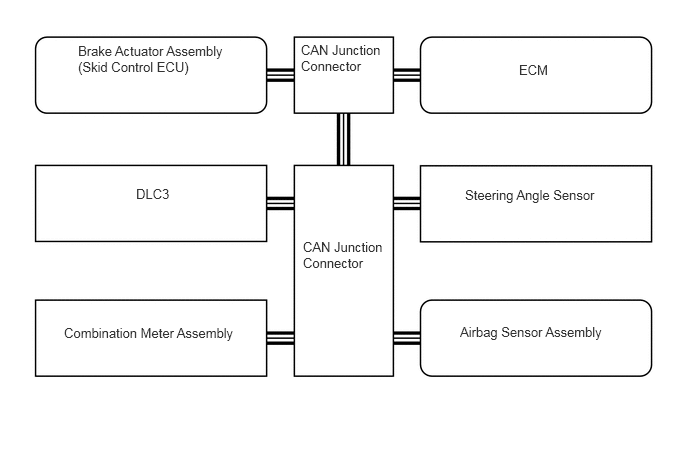 Brake Actuator Assembly
(Skid Control ECU)
CAN Junction
Connector
ECM
DLC3
Steering Angle Sensor
CAN Junction
Connector
Combination Meter Assembly
Airbag Sensor Assembly